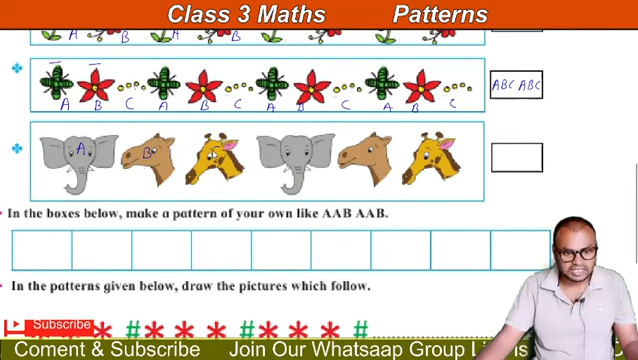 Class 3 Maths Patterns
A B A B
A B C A B C A B C A B C
ABC ABC
A B
In the boxes below, make a pattern of your own like AAB AAB.
In the patterns given below, draw the pictures which follow.
Subscribe
* * # * * * # * * * #
Coment & Subscribe Join Our Whatsaap Group